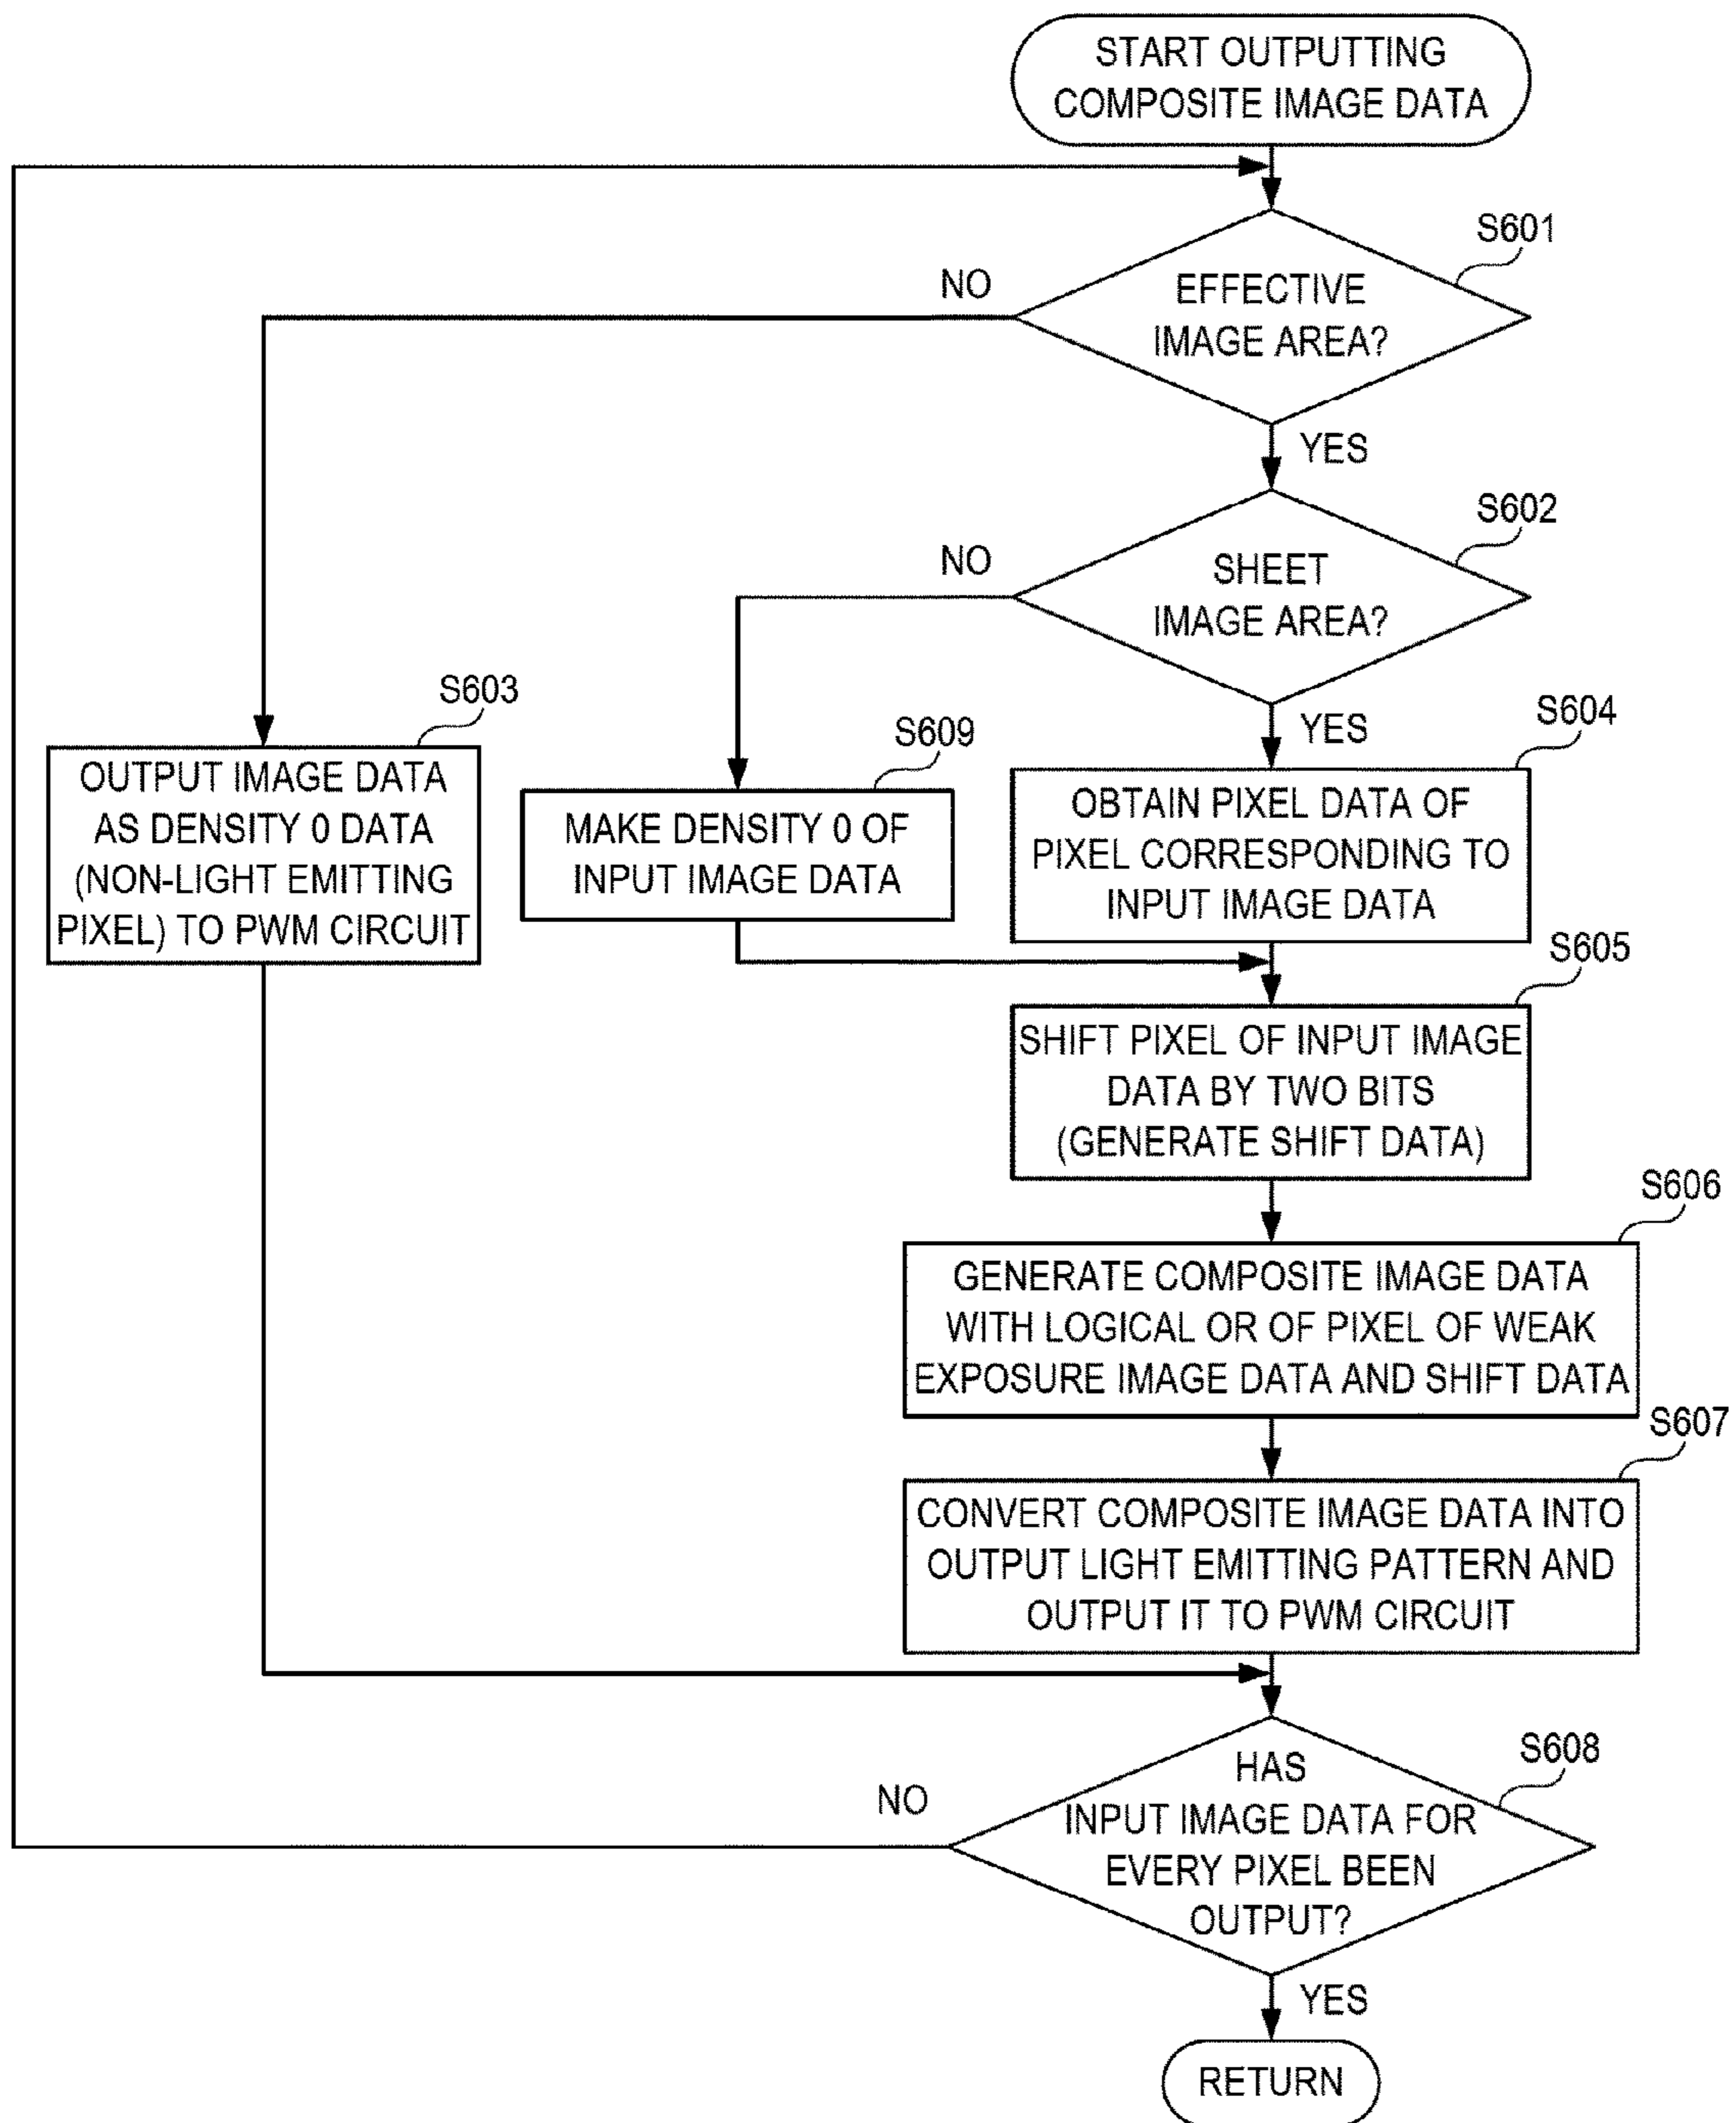 START OUTPUTTING
COMPOSITE IMAGE DATA
S601
EFFECTIVE
IMAGE AREA?
NO
YES
S602
SHEET
IMAGE AREA?
NO
YES
S603
OUTPUT IMAGE DATA
AS DENSITY 0 DATA
(NON-LIGHT EMITTING
PIXEL) TO PWM CIRCUIT
S609
MAKE DENSITY 0 OF
INPUT IMAGE DATA
S604
OBTAIN PIXEL DATA OF
PIXEL CORRESPONDING TO
INPUT IMAGE DATA
S605
SHIFT PIXEL OF INPUT IMAGE
DATA BY TWO BITS
(GENERATE SHIFT DATA)
S606
GENERATE COMPOSITE IMAGE DATA
WITH LOGICAL OR OF PIXEL OF WEAK
EXPOSURE IMAGE DATA AND SHIFT DATA
S607
CONVERT COMPOSITE IMAGE DATA INTO
OUTPUT LIGHT EMITTING PATTERN AND
OUTPUT IT TO PWM CIRCUIT
S608
HAS
INPUT IMAGE DATA FOR
EVERY PIXEL BEEN
OUTPUT?
NO
YES
RETURN